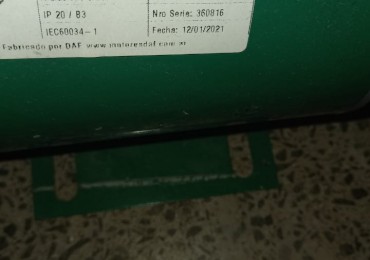 IP 20 / B3
Nro Serie: 360816
IEC60034-1
Fecha: 12/01/2021
Fabricado por DAF www.motoresdaf.com.ar